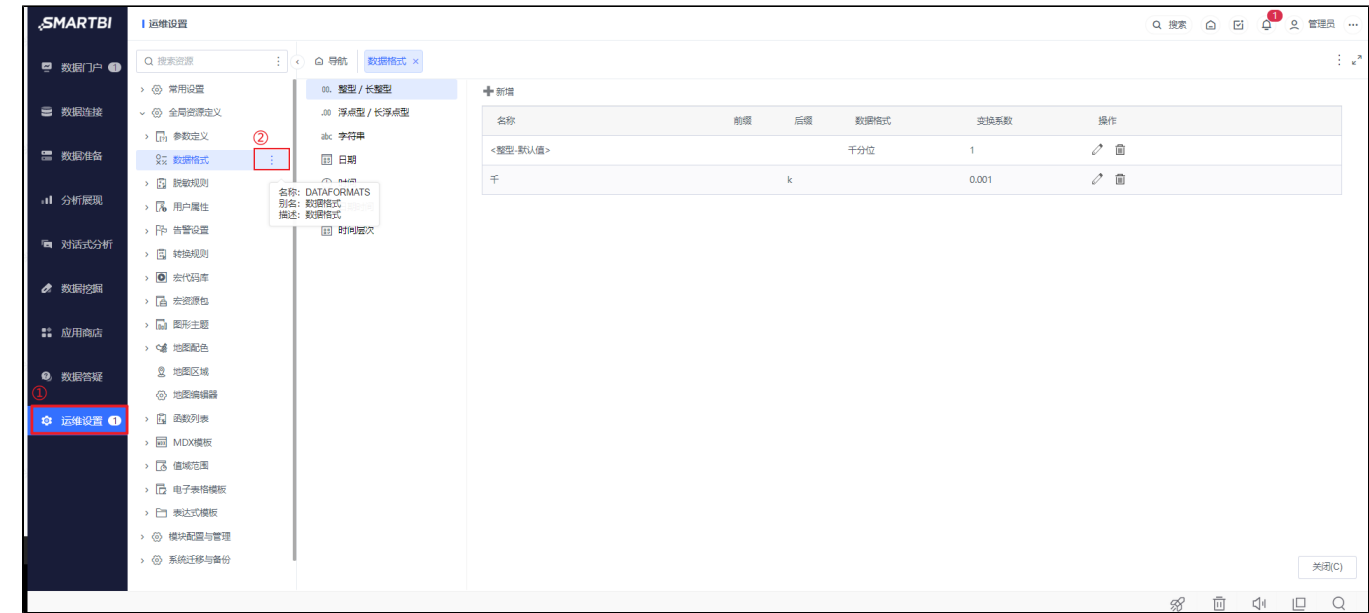 SMARTBI
运维设置
搜索
1
管理员
数据门户 1
数据连接
数据准备
分析展现
对话式分析
数据挖掘
应用商店
数据答疑
①
运维设置 1
搜索资源
常用设置
全局资源定义
参数定义
②
数据格式
脱敏规则
用户属性
告警设置
转换规则
宏代码库
宏资源包
图形主题
地图配色
地图区域
地图编辑器
函数列表
MDX模板
值域范围
电子表格模板
表达式模板
模块配置与管理
系统迁移与备份
名称: DATAFORMATS
别名: 数据格式
描述: 数据格式
导航
数据格式 ×
00. 整型 / 长整型
.00 浮点型 / 长浮点型
abc 字符串
日期
时间层次
新增
名称 前缀 后缀 数据格式 变换系数 操作
<整型-默认值> 千分位 1
千 k 0.001
关闭(C)